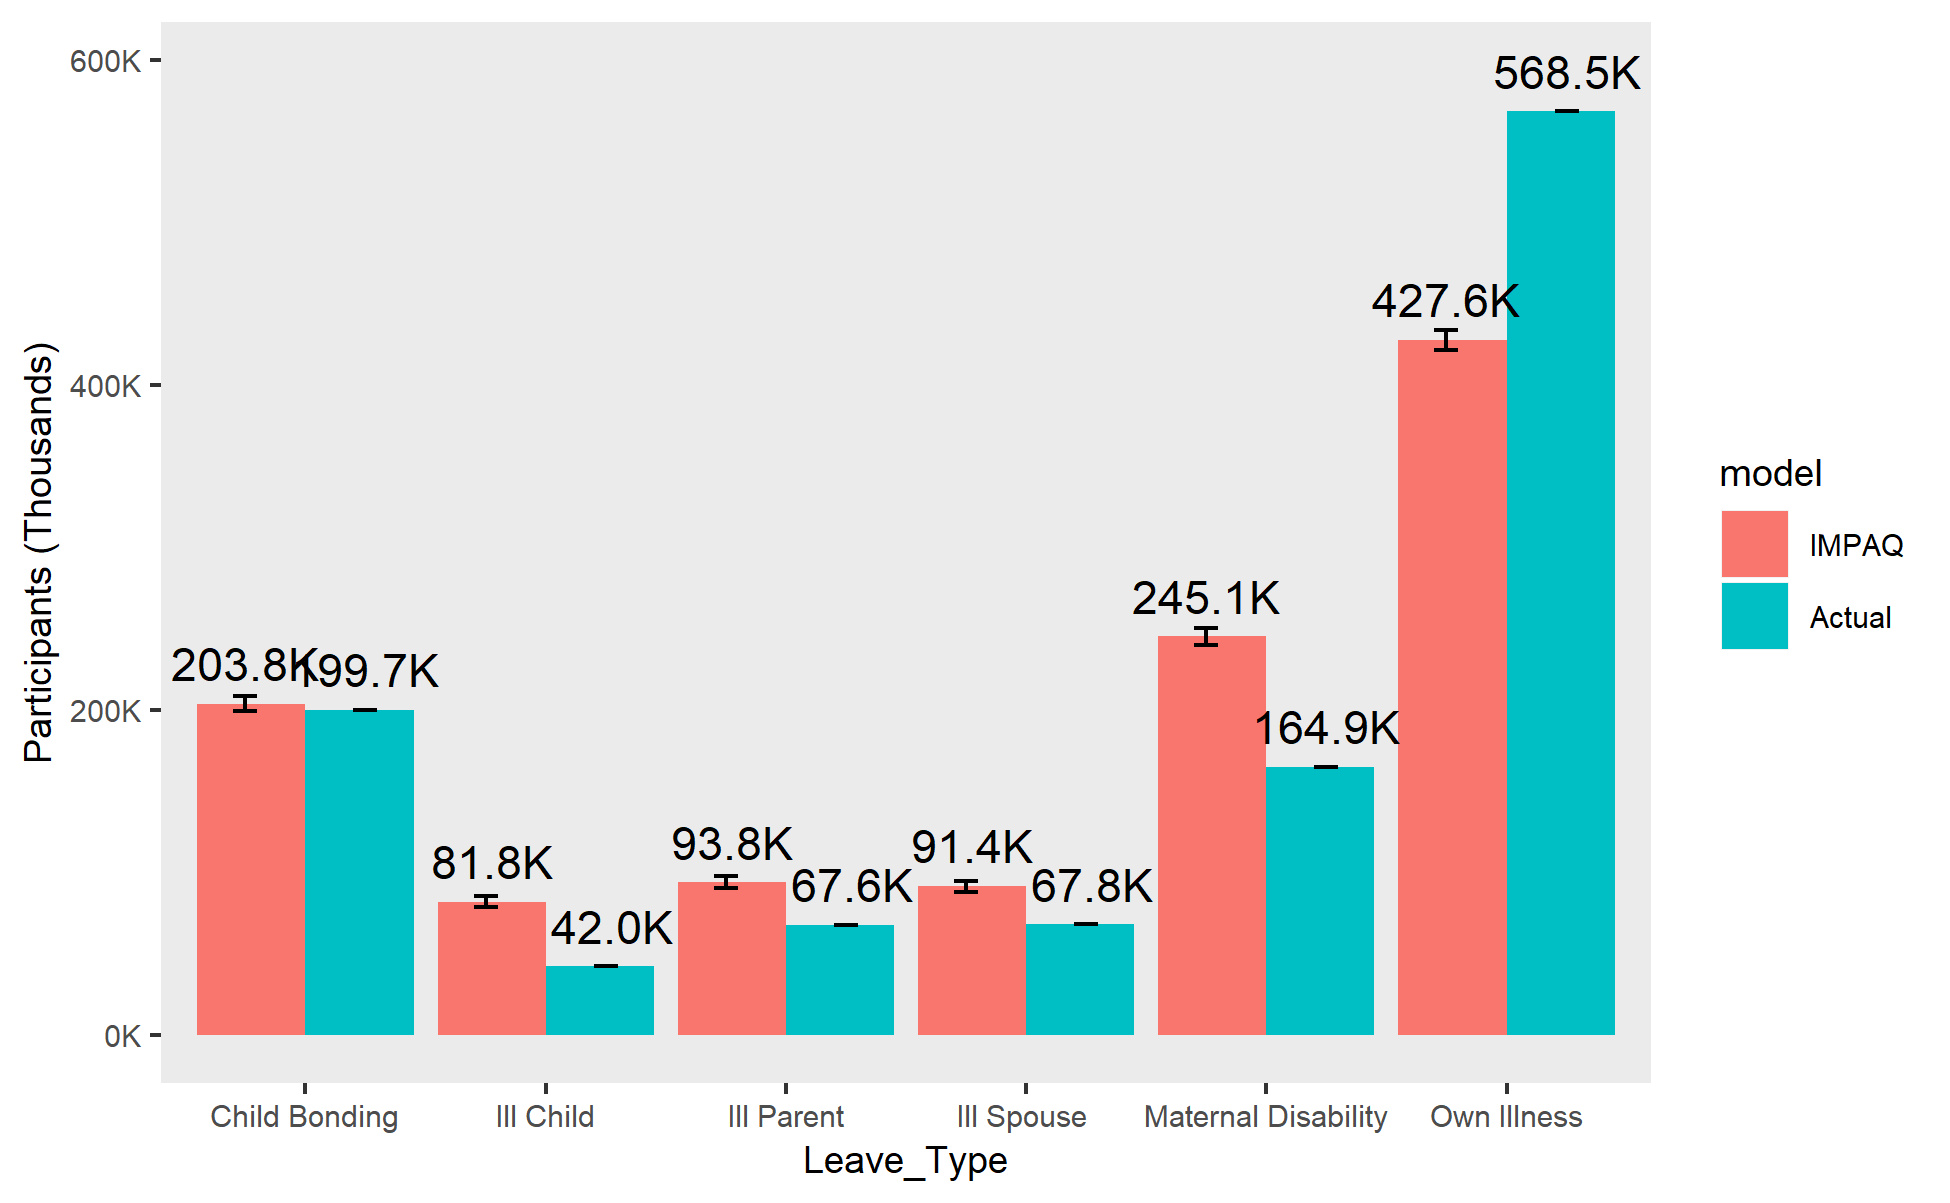 600K
400K
200K
0K
Participants (Thousands)
568.5K
427.6K
245.1K
203.8K
199.7K
164.9K
93.8K
91.4K
81.8K
67.6K
67.8K
42.0K
Child Bonding
Ill Child
Ill Parent
Ill Spouse
Maternal Disability
Own Illness
Leave_Type
model
IMPAQ
Actual